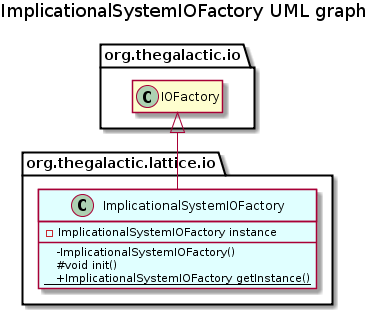 ImplicationalSystemIOFactory UML graph
org.thegalactic.io
C IOFactory
org.thegalactic.lattice.io
C ImplicationalSystemIOFactory
ImplicationalSystemIOFactory instance
-ImplicationalSystemIOFactory()
#void init()
+ImplicationalSystemIOFactory getInstance()